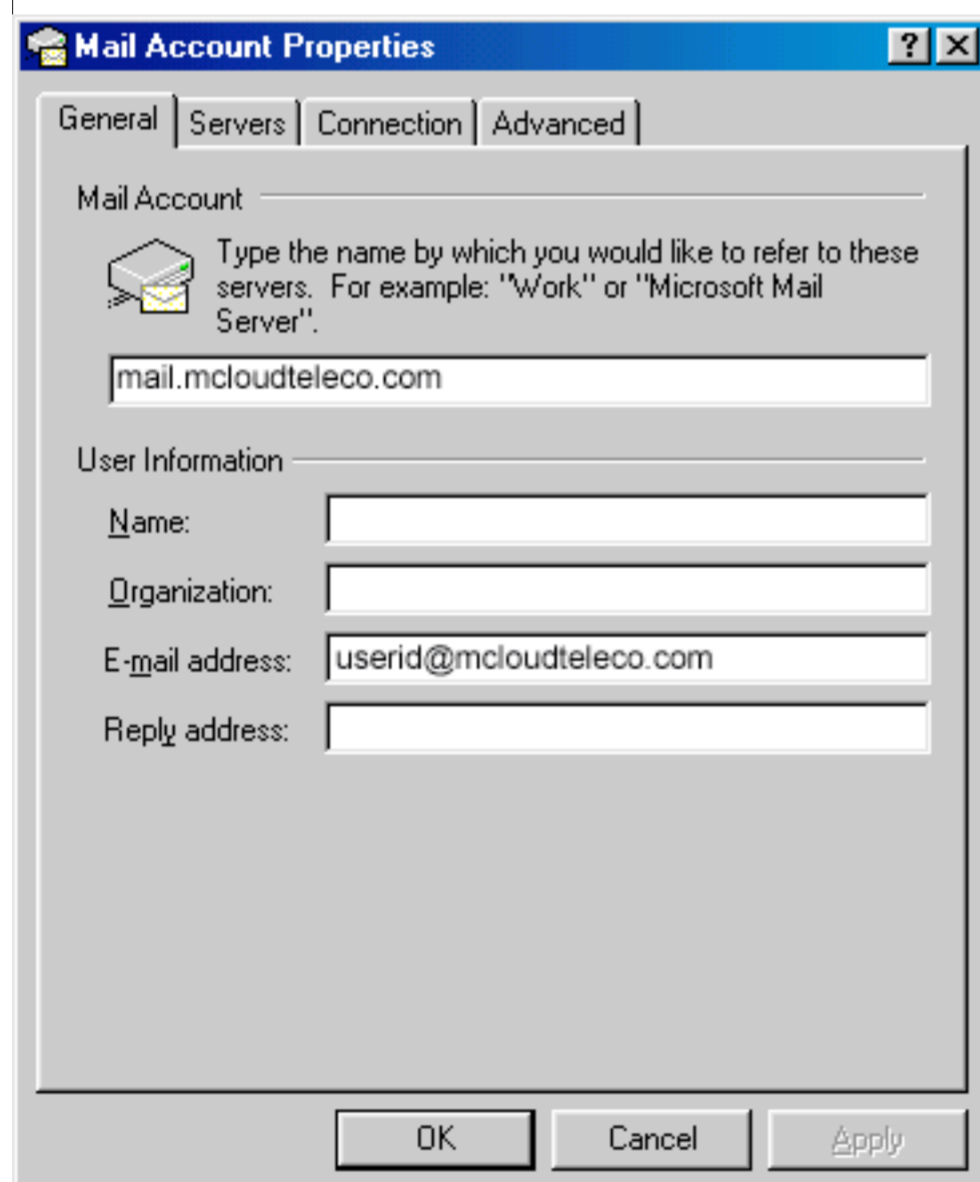 Mail Account Properties
General Servers Connection Advanced
Mail Account
Type the name by which you would like to refer to these
servers. For example: "Work" or "Microsoft Mail
Server".
mail.mcloudteleco.com
User Information
Name:
Organization:
E-mail address: userid@mcloudteleco.com
Reply address:
OK Cancel Apply